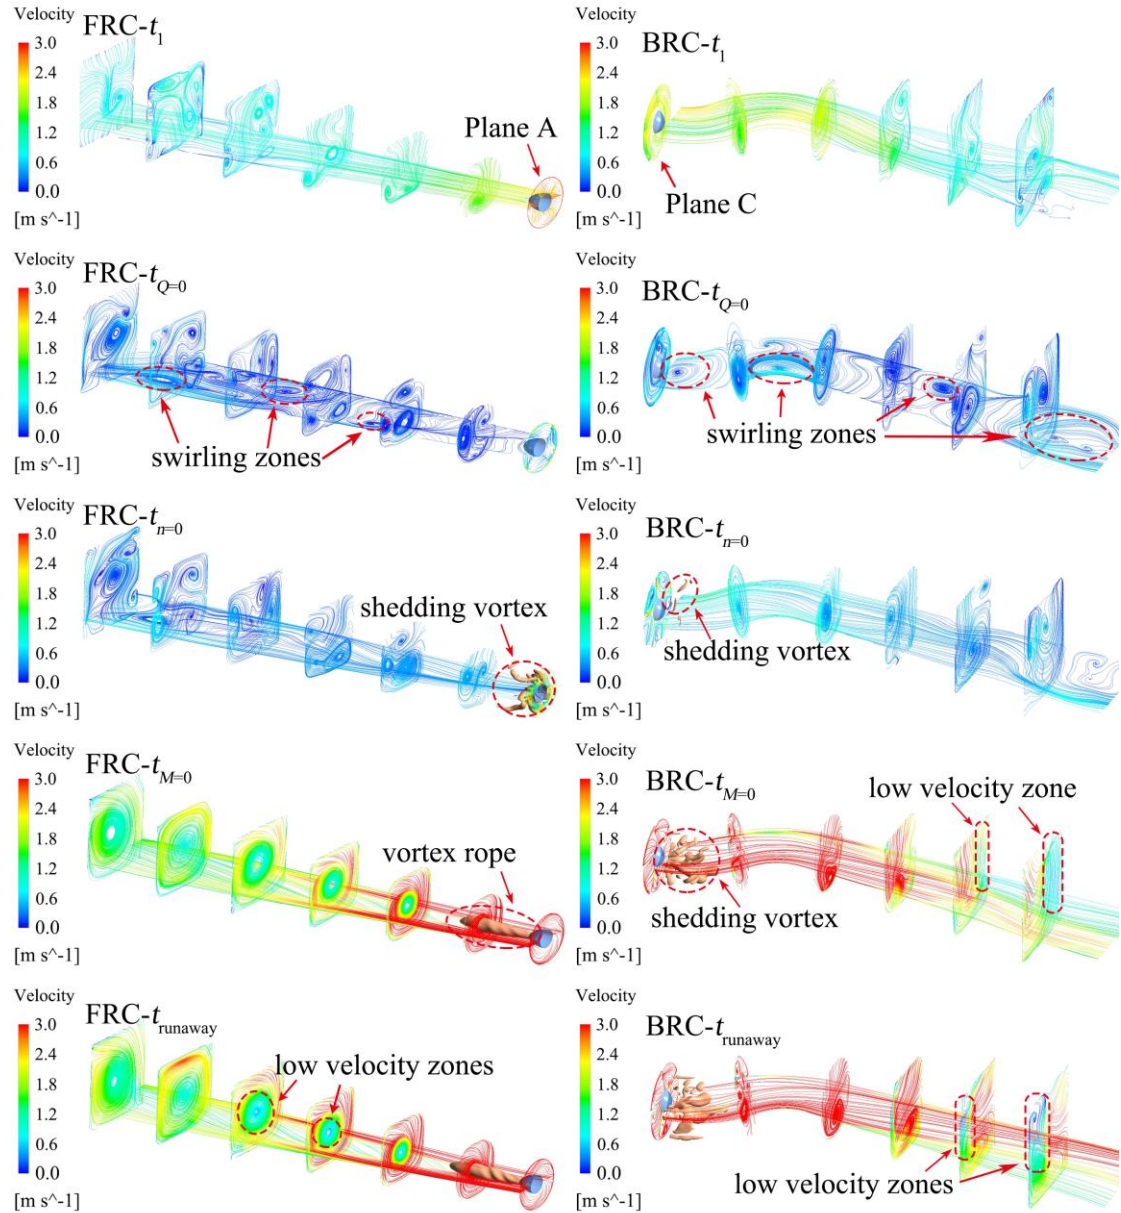 Velocity
FRC-t1
3.0
2.4
1.8
1.2
0.6
0.0
[m s^-1]
Plane A
Velocity
BRC-t1
3.0
2.4
1.8
1.2
0.6
0.0
[m s^-1]
Plane C
Velocity
FRC-tQ=0
3.0
2.4
1.8
1.2
0.6
0.0
[m s^-1]
swirling zones
Velocity
BRC-tQ=0
3.0
2.4
1.8
1.2
0.6
0.0
[m s^-1]
swirling zones
Velocity
FRC-tn=0
3.0
2.4
1.8
1.2
0.6
0.0
[m s^-1]
shedding vortex
Velocity
BRC-tn=0
3.0
2.4
1.8
1.2
0.6
0.0
[m s^-1]
shedding vortex
Velocity
FRC-tM=0
3.0
2.4
1.8
1.2
0.6
0.0
[m s^-1]
vortex rope
Velocity
BRC-tM=0
3.0
2.4
1.8
1.2
0.6
0.0
[m s^-1]
low velocity zone
shedding vortex
Velocity
FRC-trunaway
3.0
2.4
1.8
1.2
0.6
0.0
[m s^-1]
low velocity zones
Velocity
BRC-trunaway
3.0
2.4
1.8
1.2
0.6
0.0
[m s^-1]
low velocity zones